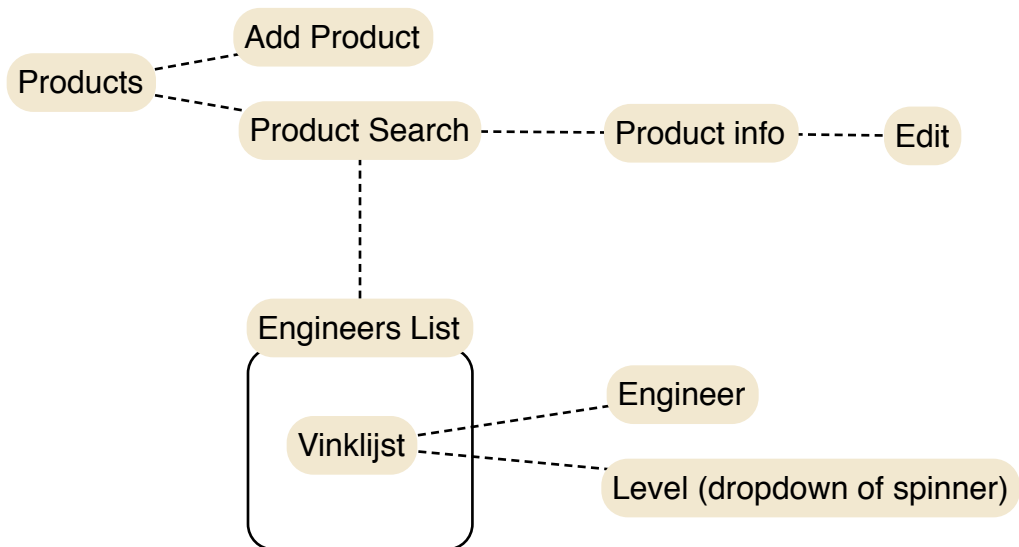 Add Product
Products
Product Search
Product info
Edit
Engineers List
Engineer
Vinklijst
Level (dropdown of spinner)